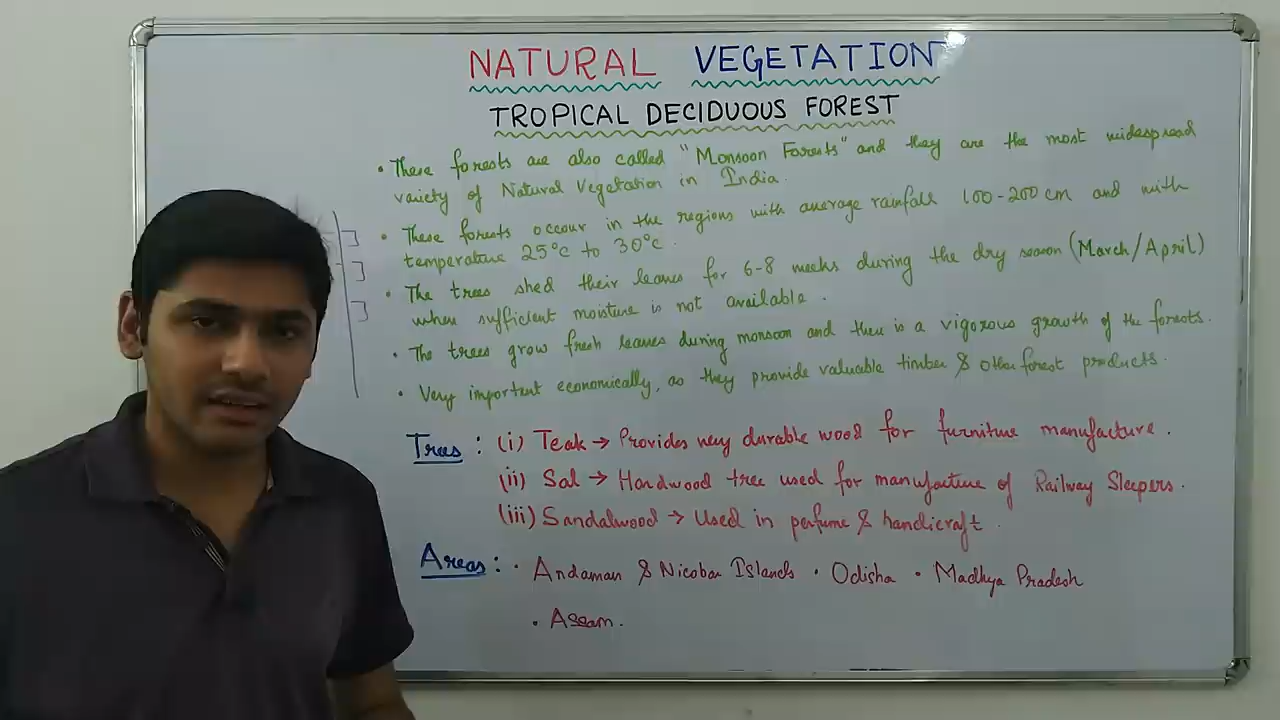 NATURAL VEGETATION
TROPICAL DECIDUOUS FOREST
• These forests are also called "Monsoon Forests" and they are the most widespread
variety of Natural Vegetation in India.
• These forests occur in the regions with average rainfall 100-200 cm and with
temperature 25°c to 30°c.
• The trees shed their leaves for 6-8 weeks during the dry season (March/April)
when sufficient moisture is not available.
• The trees grow fresh leaves during monsoon and there is a vigorous growth of the forests.
• Very important economically, as they provide valuable timber & other forest products.
Trees : (i) Teak → Provides very durable wood for furniture manufacture.
(ii) Sal → Hardwood tree used for manufacture of Railway Sleepers.
(iii) Sandalwood → Used in perfume & handicraft.
Areas : • Andaman & Nicobar Islands • Odisha • Madhya Pradesh
• Assam.